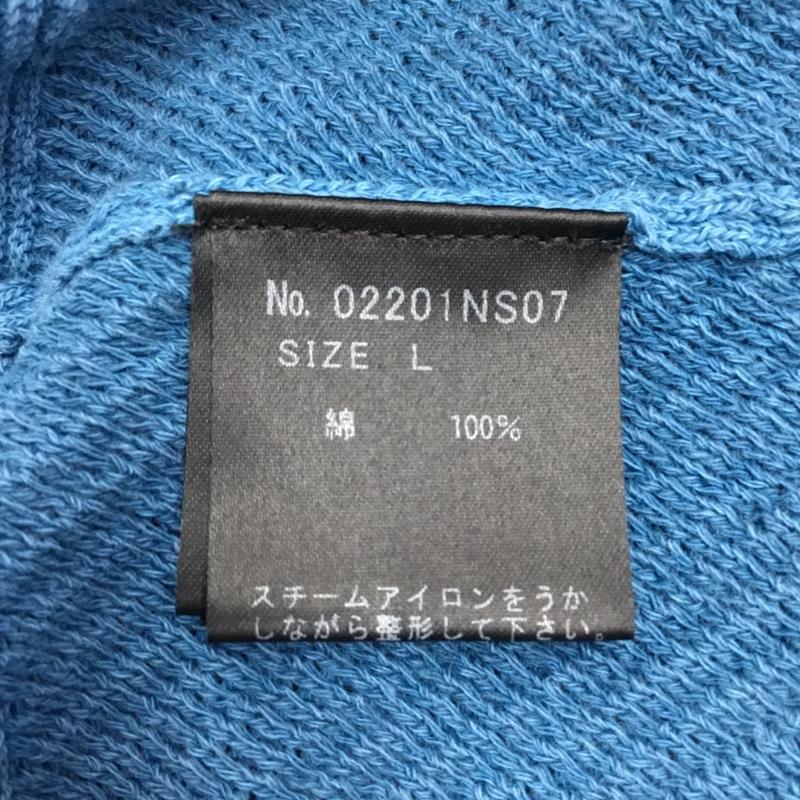 No. 02201NS07
SIZE L
綿 100%
スチームアイロンをうか
しながら整形して下さい。